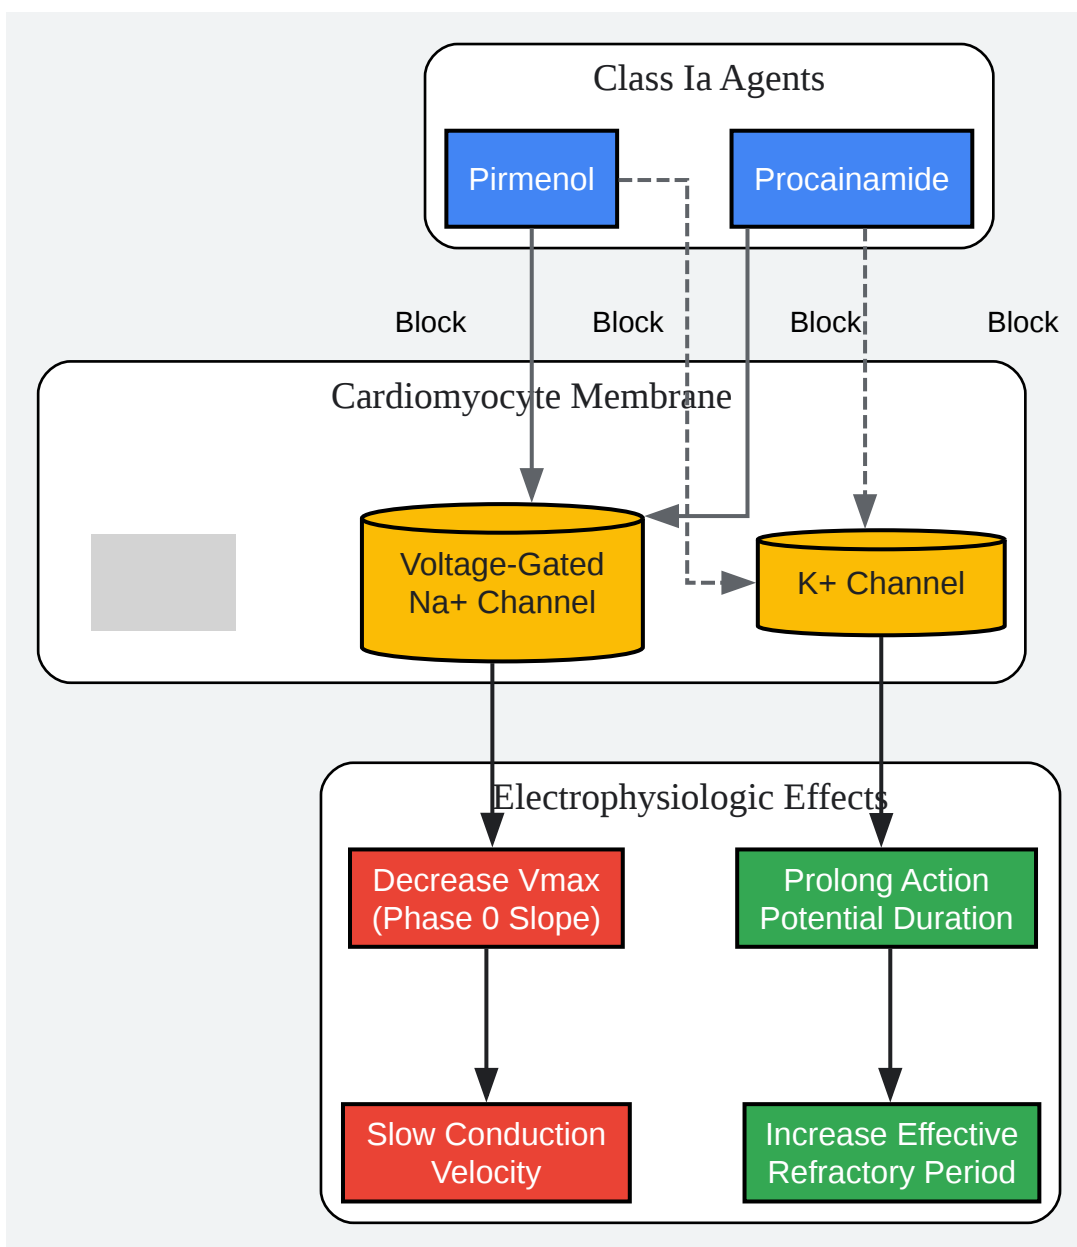 Class Ia Agents
Pirmenol
Procainamide
Block
Block
Block
Block
Cardiomyocyte Membrane
Voltage-Gated
Na+ Channel
K+ Channel
Electrophysiologic Effects
Decrease Vmax
(Phase 0 Slope)
Prolong Action
Potential Duration
Slow Conduction
Velocity
Increase Effective
Refractory Period